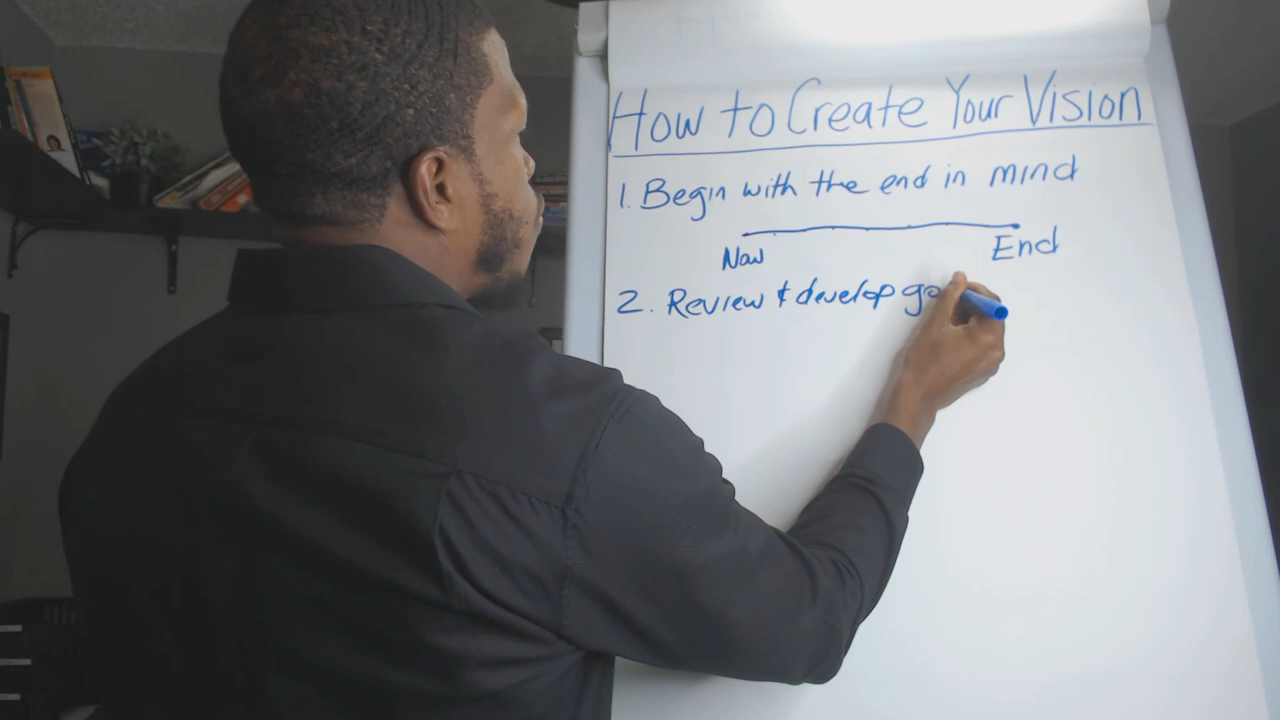 How to Create Your Vision
1. Begin with the end in mind
Now End
2. Review & develop go